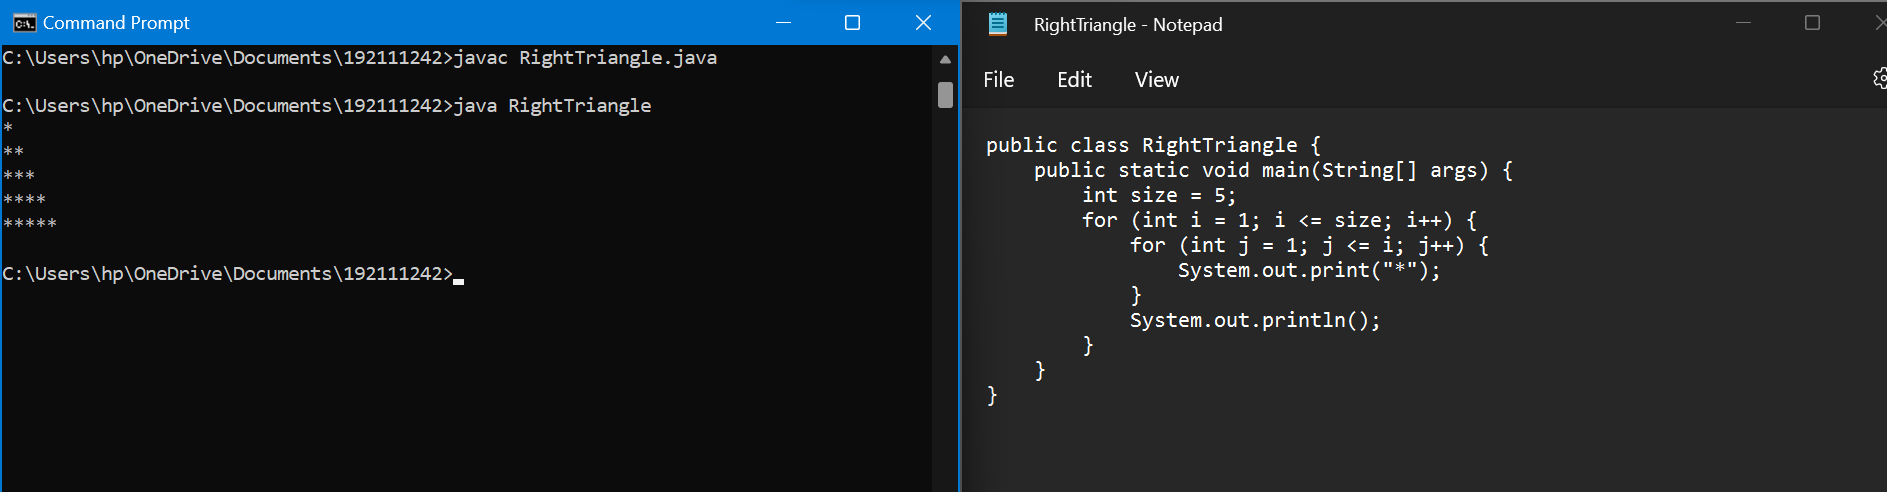 Command Prompt
C:\Users\hp\OneDrive\Documents\192111242>javac RightTriangle.java
C:\Users\hp\OneDrive\Documents\192111242>java RightTriangle
*
**
***
****
*****
C:\Users\hp\OneDrive\Documents\192111242>
RightTriangle - Notepad
File Edit View
public class RightTriangle {
    public static void main(String[] args) {
        int size = 5;
        for (int i = 1; i <= size; i++) {
            for (int j = 1; j <= i; j++) {
                System.out.print("*");
            }
            System.out.println();
        }
    }
}